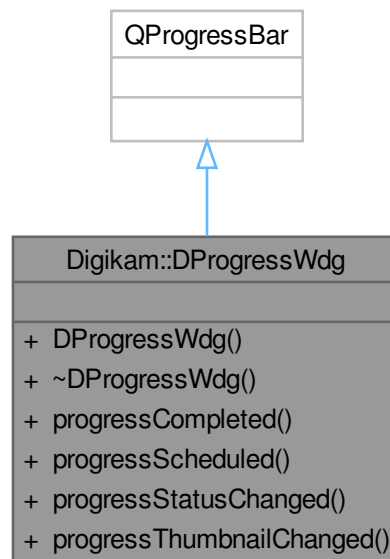 QProgressBar
Digikam::DProgressWdg
+ DProgressWdg()
+ ~DProgressWdg()
+ progressCompleted()
+ progressScheduled()
+ progressStatusChanged()
+ progressThumbnailChanged()